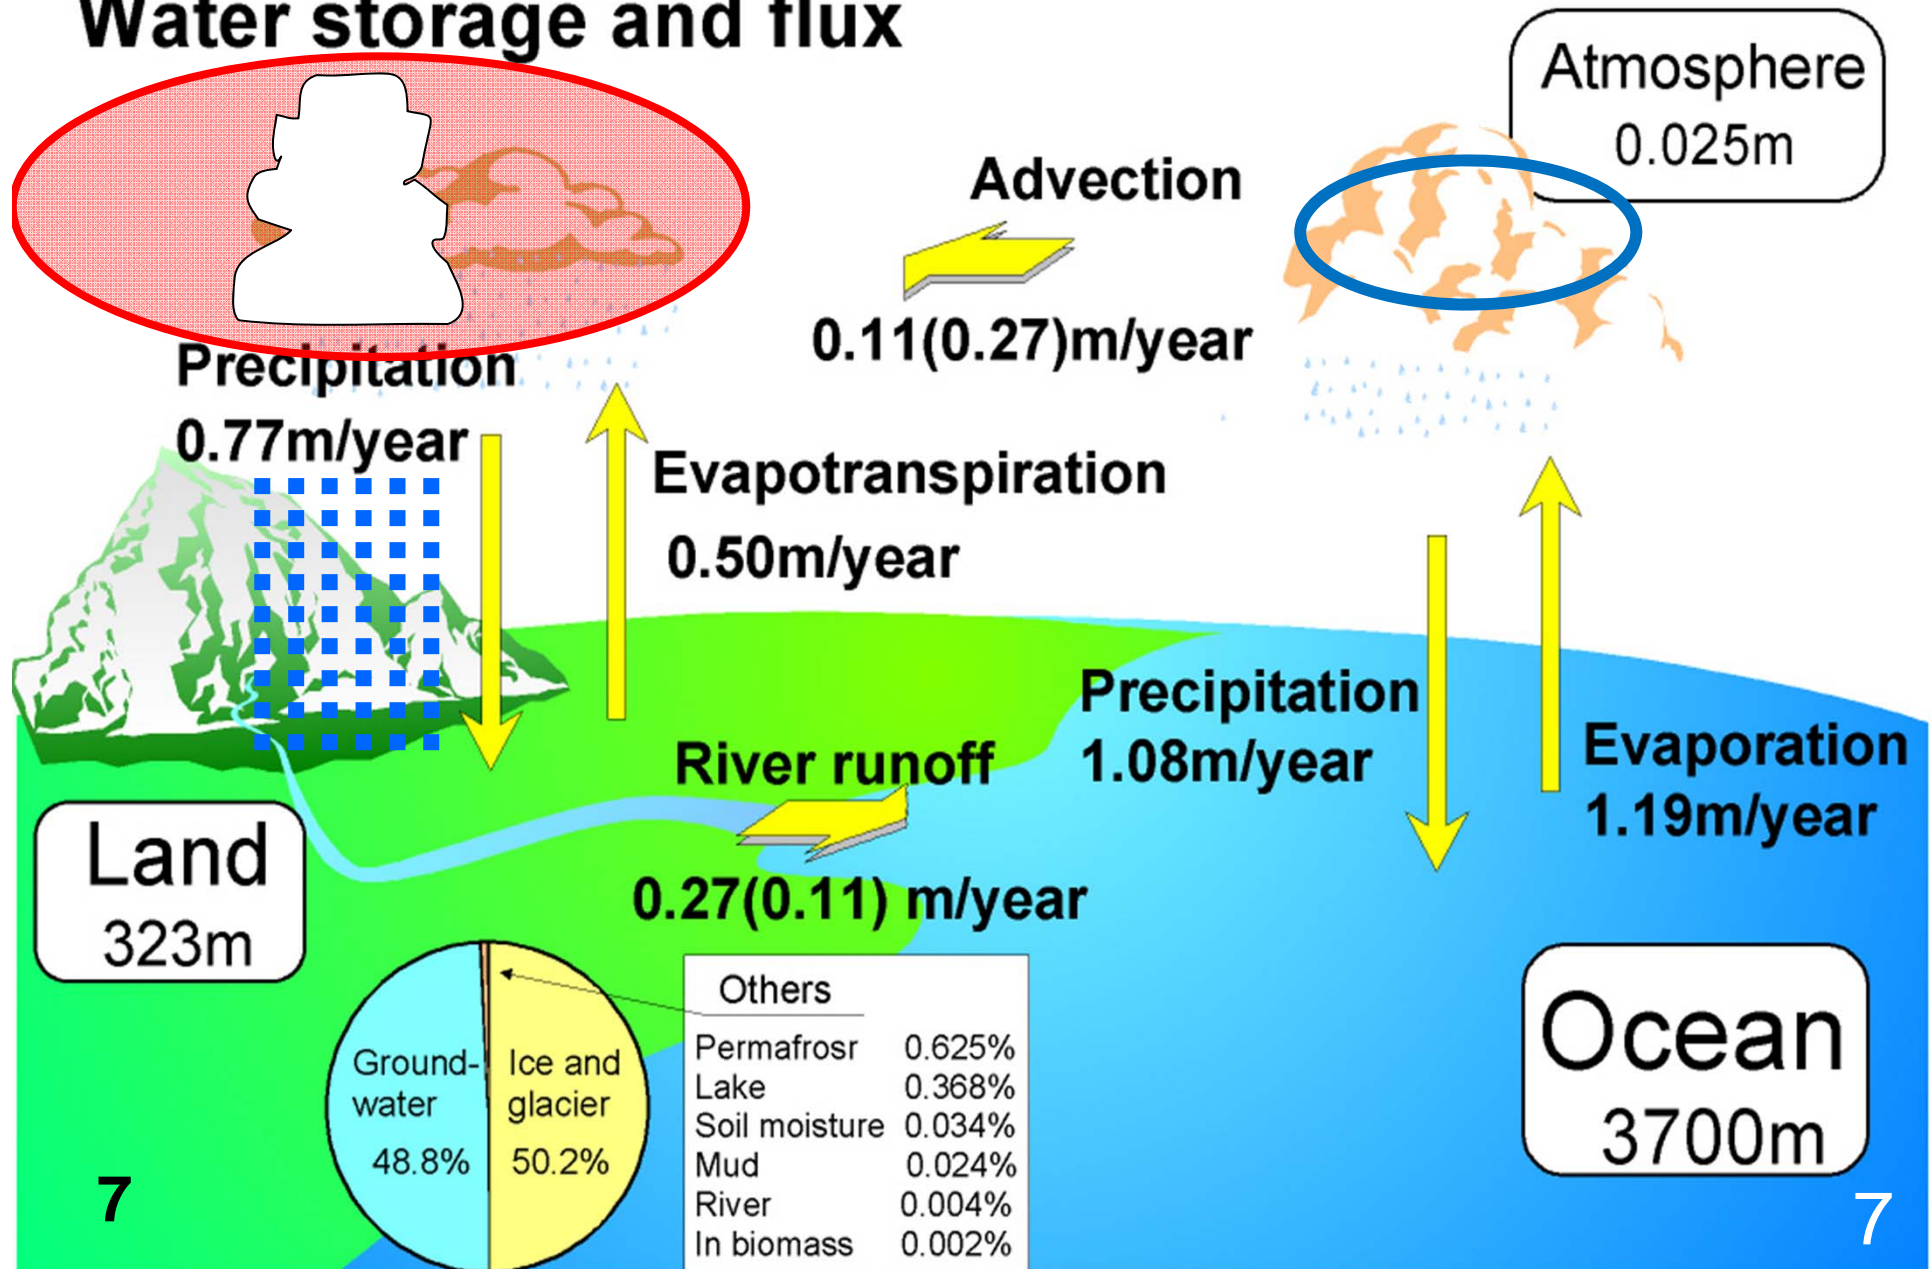 Water storage and flux
Atmosphere
0.025m
Advection
0.11(0.27)m/year
Precipitation
0.77m/year
Evapotranspiration
0.50m/year
Precipitation
1.08m/year
Evaporation
1.19m/year
River runoff
0.27(0.11) m/year
Land
323m
Ground-
water
48.8%
Ice and
glacier
50.2%
Others
Permafrosr 0.625%
Lake 0.368%
Soil moisture 0.034%
Mud 0.024%
River 0.004%
In biomass 0.002%
Ocean
3700m
7
7